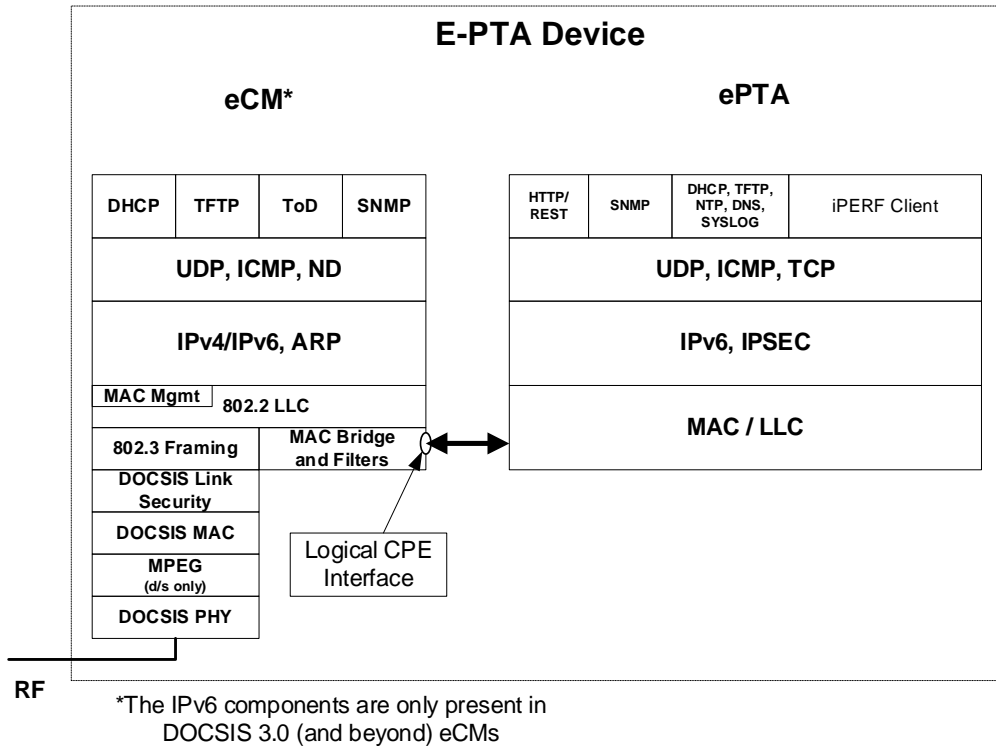 E-PTA Device
eCM*
ePTA
DHCP
TFTP
ToD
SNMP
UDP, ICMP, ND
IPv4/IPv6, ARP
MAC Mgmt
802.2 LLC
802.3 Framing
MAC Bridge
and Filters
DOCSIS Link
Security
DOCSIS MAC
MPEG
(d/s only)
DOCSIS PHY
RF
HTTP/
REST
SNMP
DHCP, TFTP,
NTP, DNS,
SYSLOG
iPERF Client
UDP, ICMP, TCP
IPv6, IPSEC
MAC / LLC
Logical CPE
Interface
*The IPv6 components are only present in
DOCSIS 3.0 (and beyond) eCMs